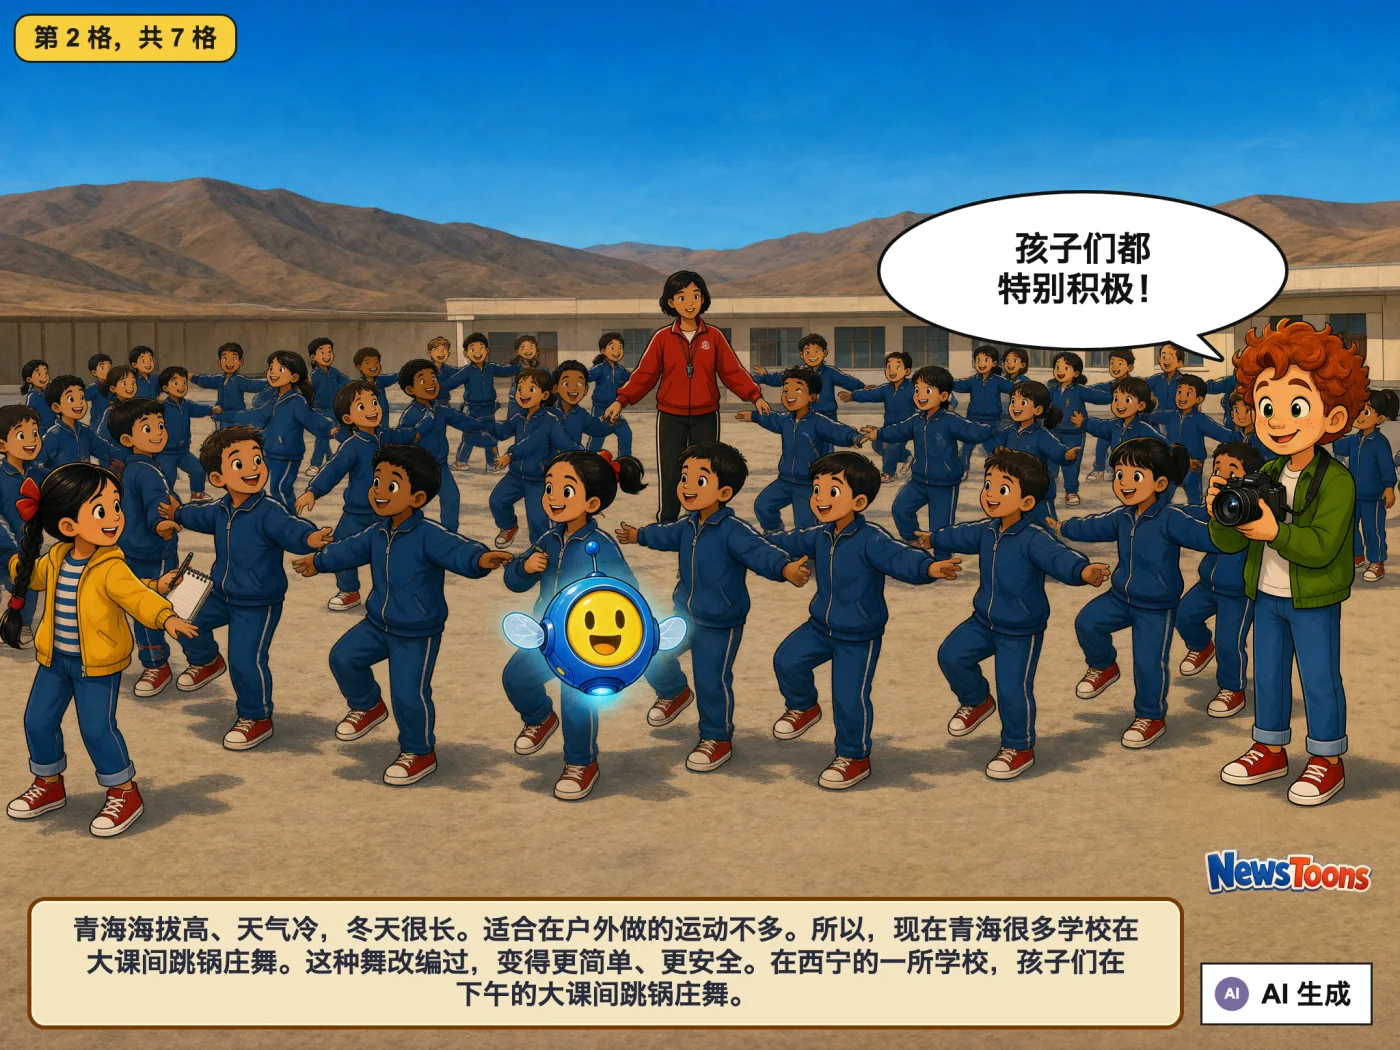 第 2 格，共 7 格
孩子们都
特别积极！
NewsToons
青海海拔高、天气冷，冬天很长。适合在户外做的运动不多。所以，现在青海很多学校在
大课间跳锅庄舞。这种舞改编过，变得更简单、更安全。在西宁的一所学校，孩子们在
下午的大课间跳锅庄舞。
AI AI 生成